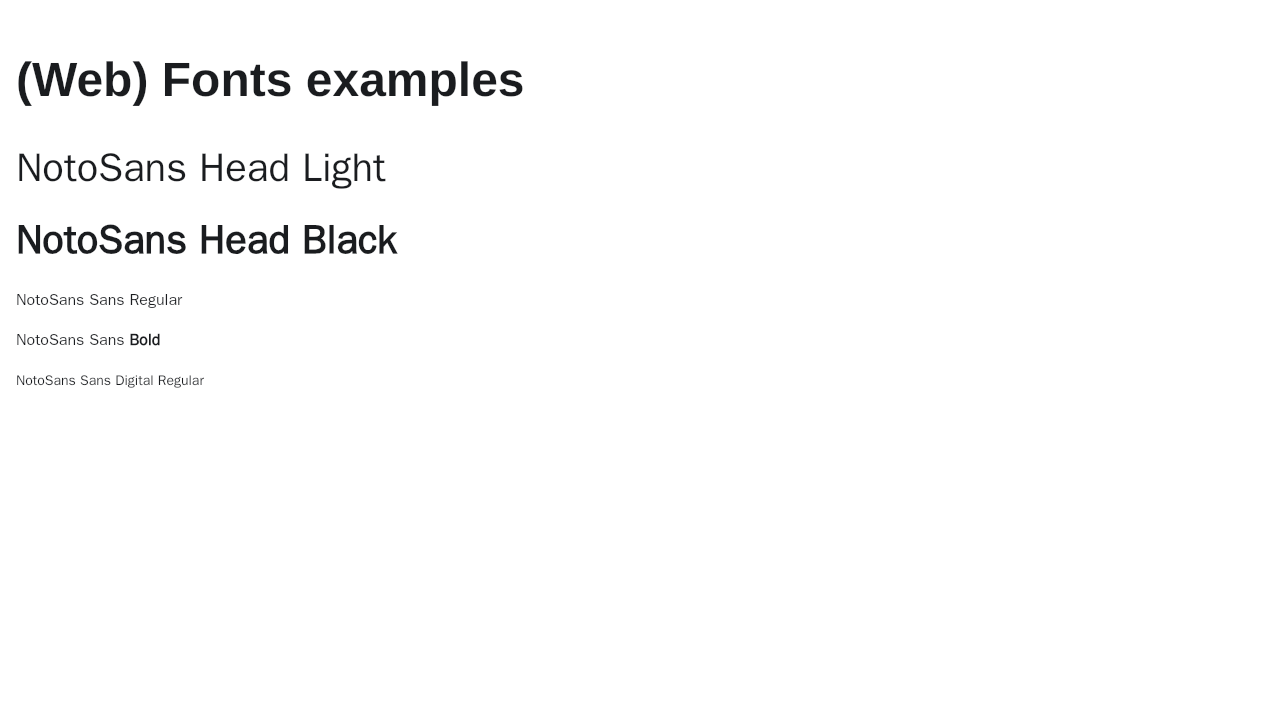 (Web) Fonts examples
NotoSans Head Light
NotoSans Head Black
NotoSans Sans Regular
NotoSans Sans Bold
NotoSans Sans Digital Regular